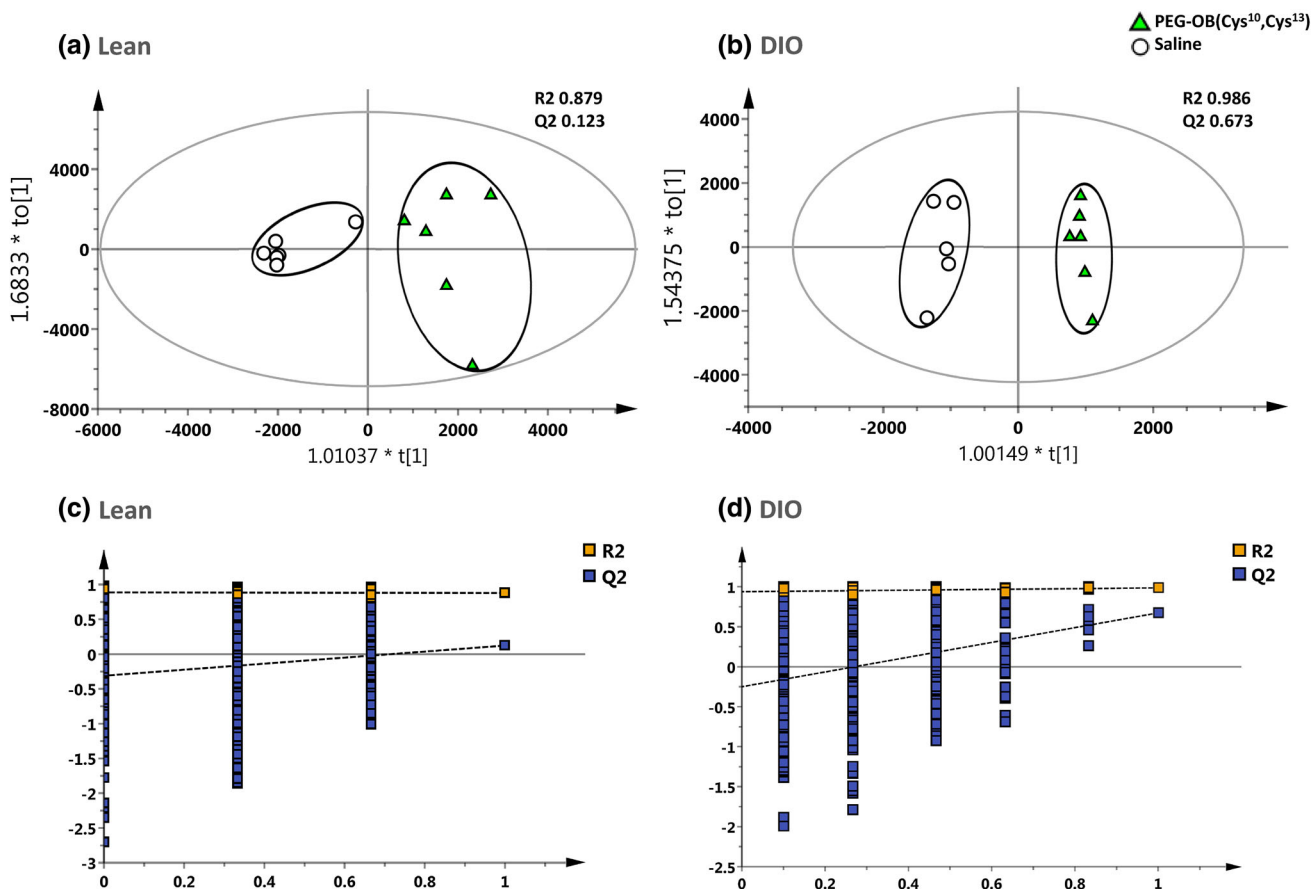 (a) Lean
(b) DIO
PEG-OB(Cys10,Cys13)
Saline
R2 0.879
Q2 0.123
R2 0.986
Q2 0.673
1.6833 * to[1]
4000
0
-4000
-8000
-6000 -4000 -2000 0 2000 4000
1.01037 * t[1]
1.54375 * to[1]
4000
2000
0
-2000
-4000
-4000 -2000 0 2000
1.00149 * t[1]
(c) Lean
R2
Q2
1
0.5
0
-0.5
-1
-1.5
-2
-2.5
-3
0 0.2 0.4 0.6 0.8 1
(d) DIO
R2
Q2
1
0.5
0
-0.5
-1
-1.5
-2
-2.5
0 0.2 0.4 0.6 0.8 1